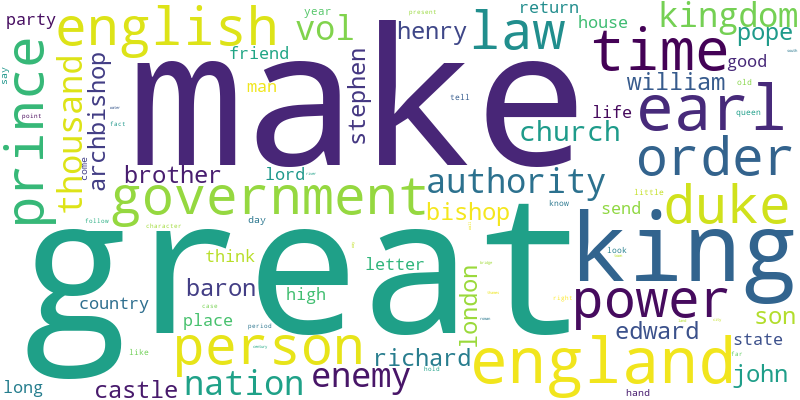 party
english
year
vol
present
henry
law
return
house
kingdom
pope
friend
make
time
good
say
prince
thousand
archbishop
man
stephen
william
old
tell
earl
queen
life
point
fact
church
order
come
brother
lord
government
authority
duke
bishop
know
send
little
follow
day
great
king
character
think
look
letter
london
country
baron
high
power
right
son
place
case
period
person
richard
england
edward
state
like
far
nation
enemy
hold
john
long
castle
hand